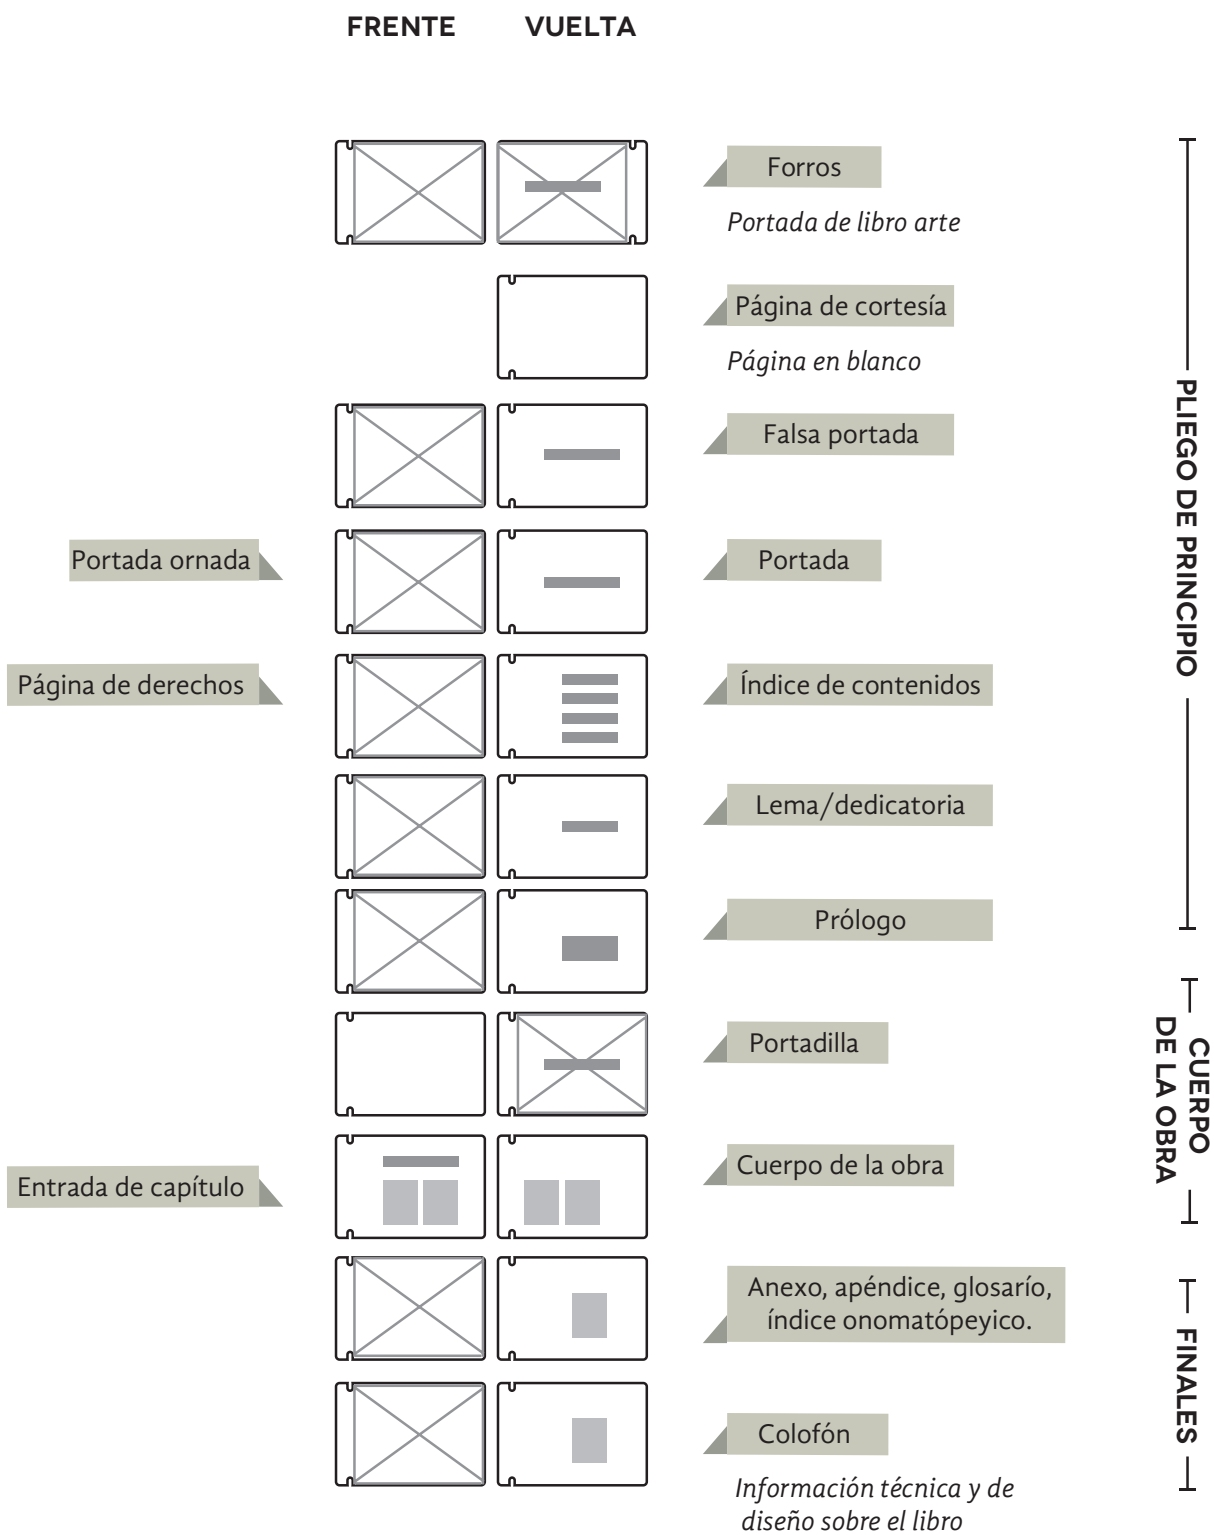 FRENTE VUELTA
Forros
Portada de libro arte
Página de cortesía
Página en blanco
Falsa portada
Portada ornada
Portada
Página de derechos
Índice de contenidos
Lema/dedicatoria
Prólogo
PLIEGO DE PRINCIPIO
Portadilla
Entrada de capítulo
Cuerpo de la obra
CUERPO
DE LA OBRA
Anexo, apéndice, glosarío,
índice onomatópeyico.
Colofón
Información técnica y de
diseño sobre el libro
FINALES